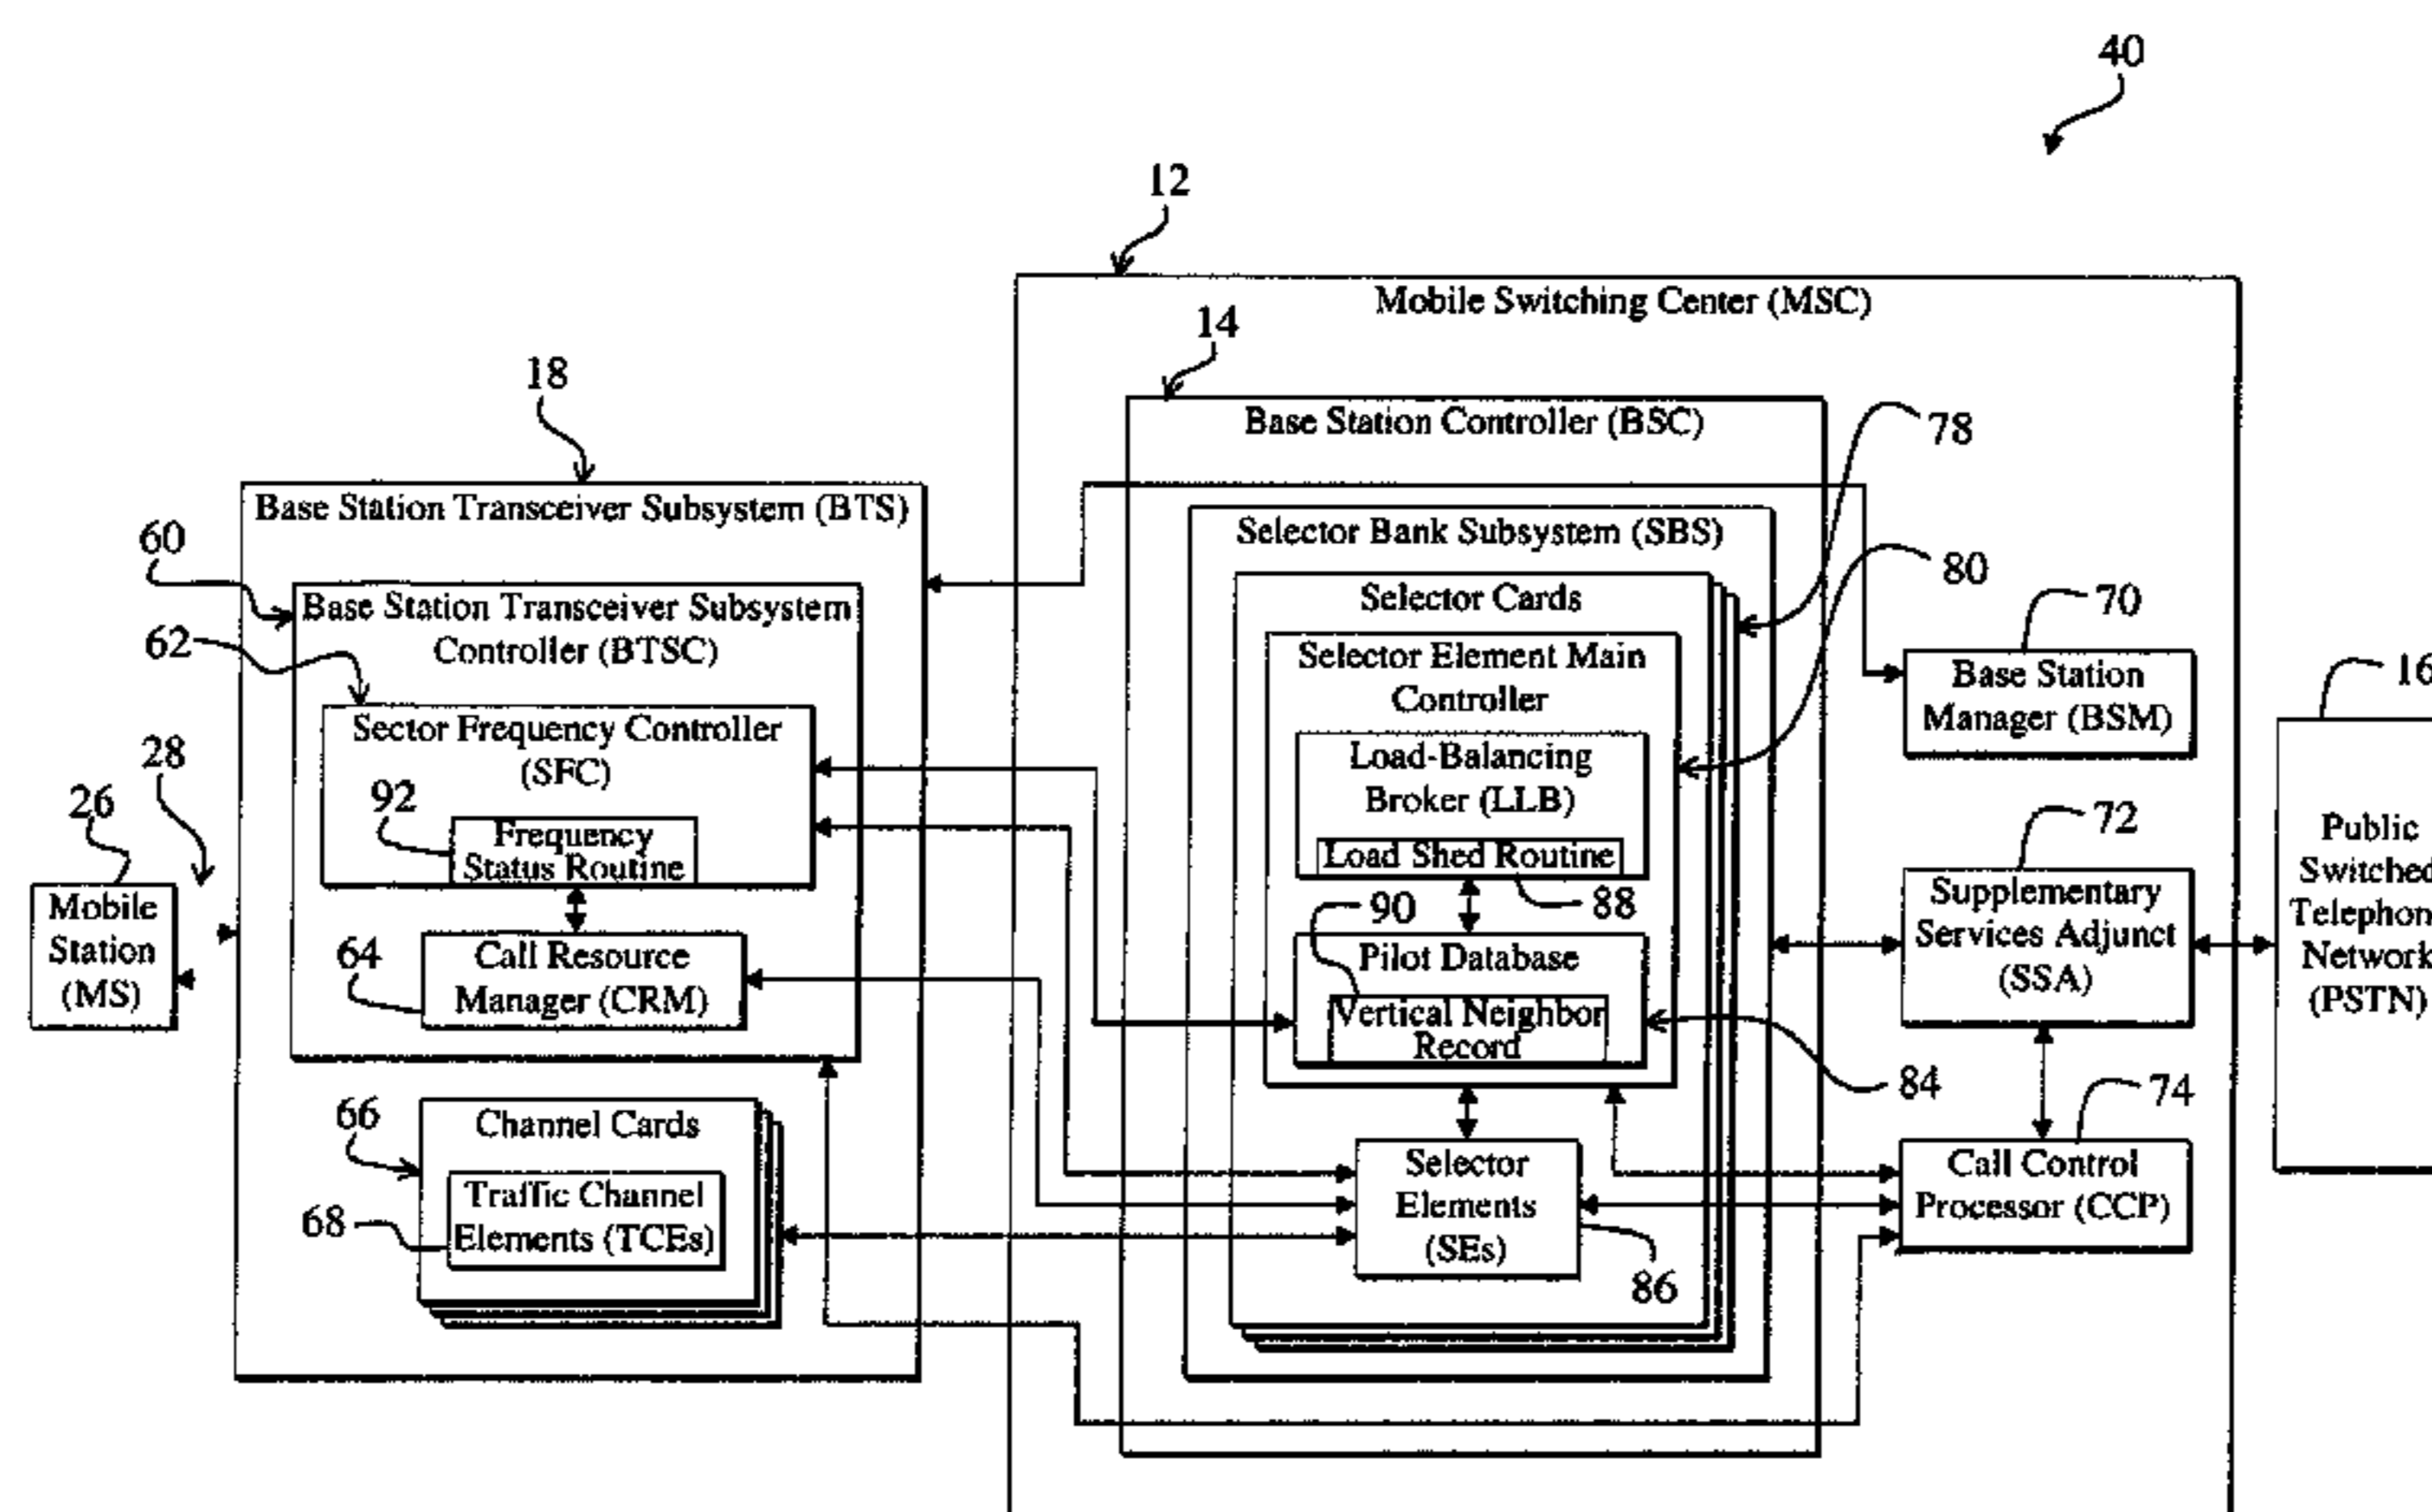 40
12
Mobile Switching Center (MSC)
14
Base Station Controller (BSC)
18
78
Base Station Transceiver Subsystem (BTS)
Selector Bank Subsystem (SBS)
60
80
Base Station Transceiver Subsystem
Controller (BTSC)
62
Selector Cards
70
Selector Element Main
Controller
Base Station
Manager (BSM)
16
Sector Frequency Controller
(SFC)
28
26
92
Frequency
Status Routine
Load-Balancing
Broker (LLB)
Load Shed Routine
88
90
72
Mobile
Station
(MS)
64
Call Resource
Manager (CRM)
Pilot Database
Vertical Neighbor
Record
84
Supplementary
Services Adjunct
(SSA)
Public
Switched
Telephon
Network
(PSTN)
74
66
Channel Cards
68
Traffic Channel
Elements (TCEs)
Selector
Elements
(SEs)
86
Call Control
Processor (CCP)